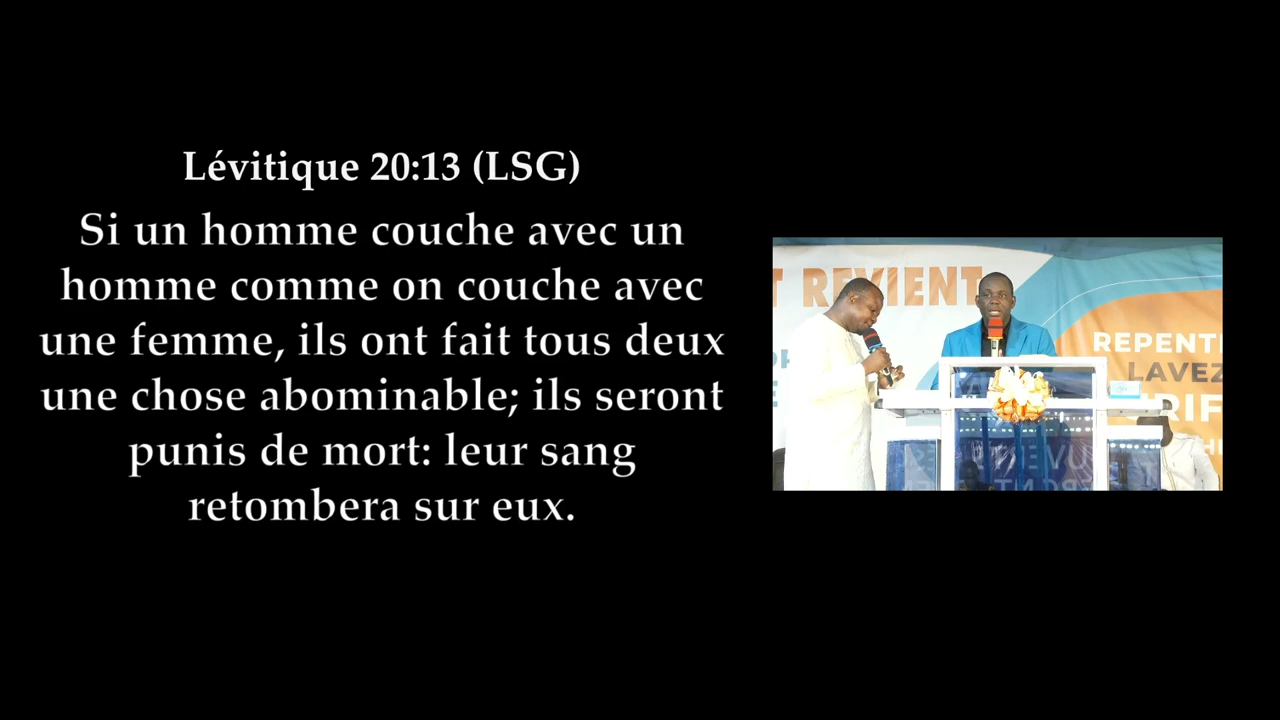 Lévitique 20:13 (LSG)
Si un homme couche avec un
homme comme on couche avec
une femme, ils ont fait tous deux
une chose abominable; ils seront
punis de mort: leur sang
retombera sur eux.
T REVIENT
REPENT
LAVEZ